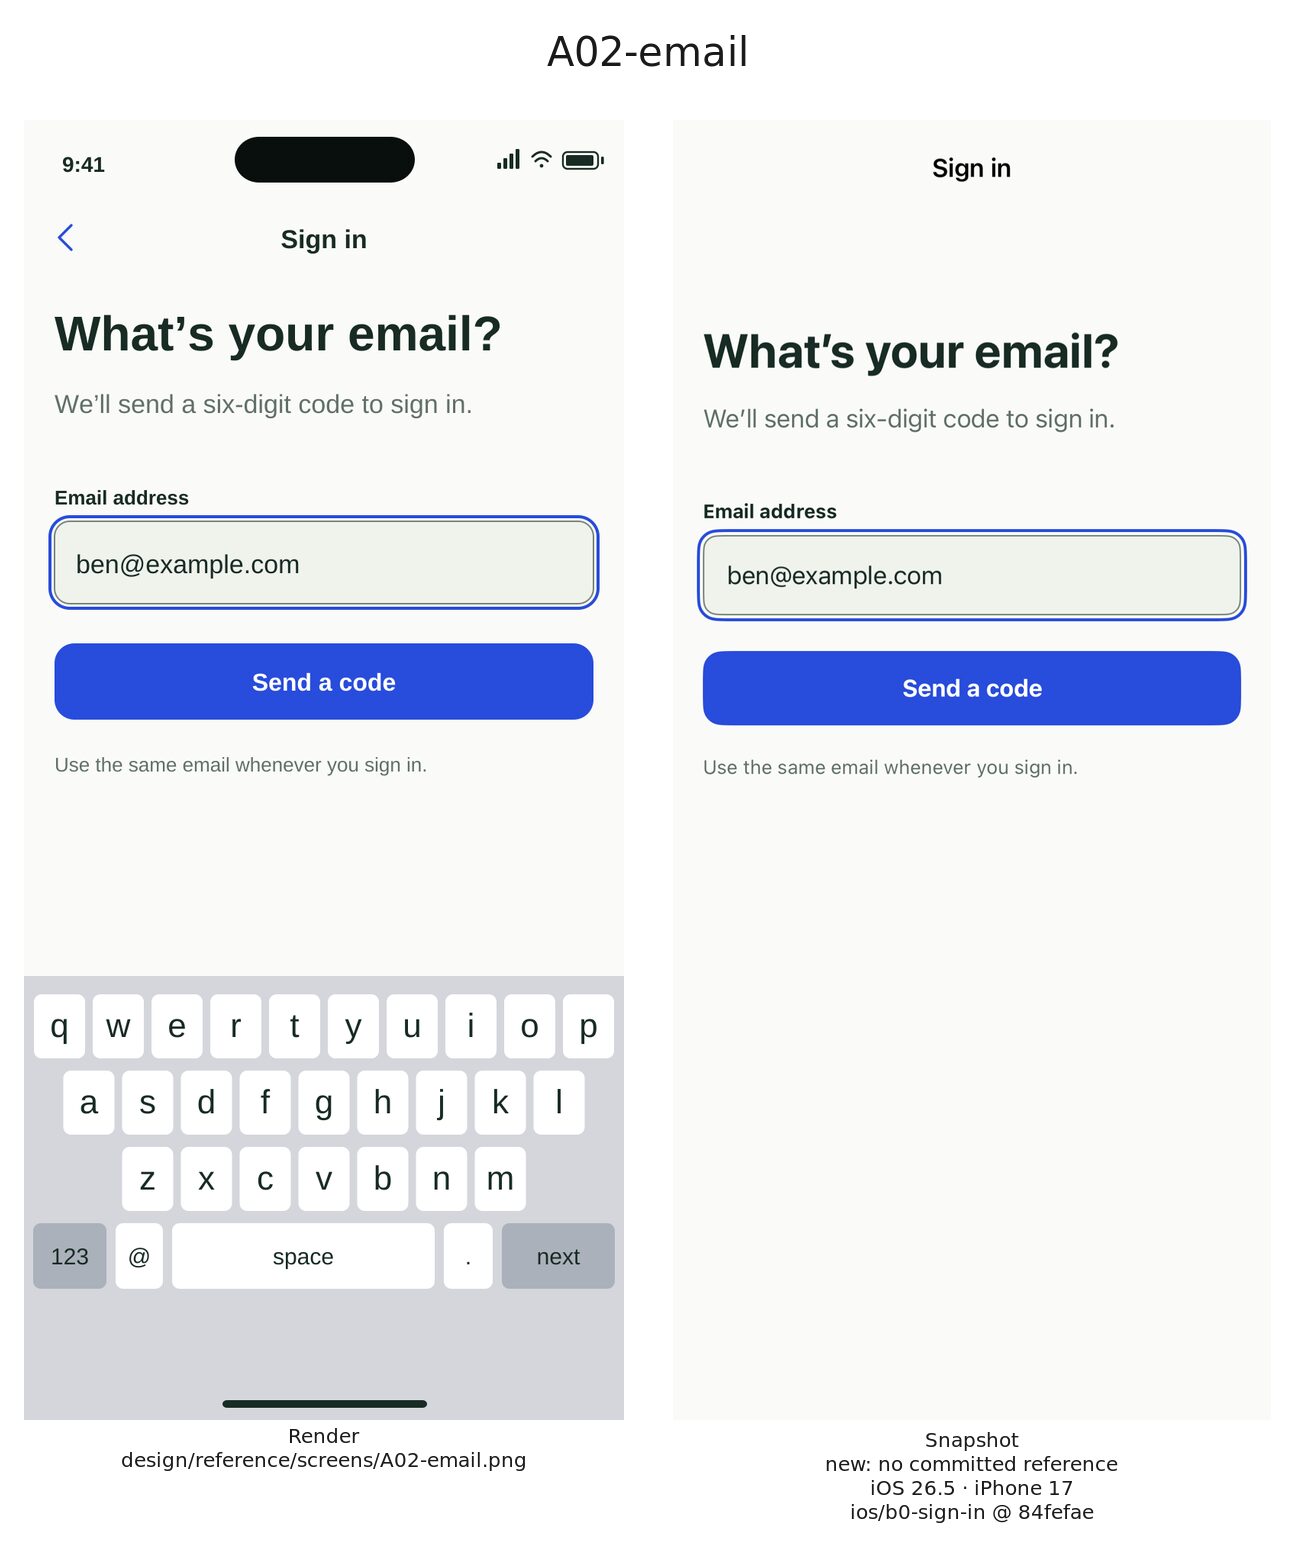 A02-email
9:41
Sign in
What’s your email?
We’ll send a six-digit code to sign in.
Email address
ben@example.com
Send a code
Use the same email whenever you sign in.
q w e r t y u i o p
a s d f g h j k l
z x c v b n m
123 @ space . next
Render
design/reference/screens/A02-email.png
Sign in
What’s your email?
We’ll send a six-digit code to sign in.
Email address
ben@example.com
Send a code
Use the same email whenever you sign in.
Snapshot
new: no committed reference
iOS 26.5 · iPhone 17
ios/b0-sign-in @ 84fefae